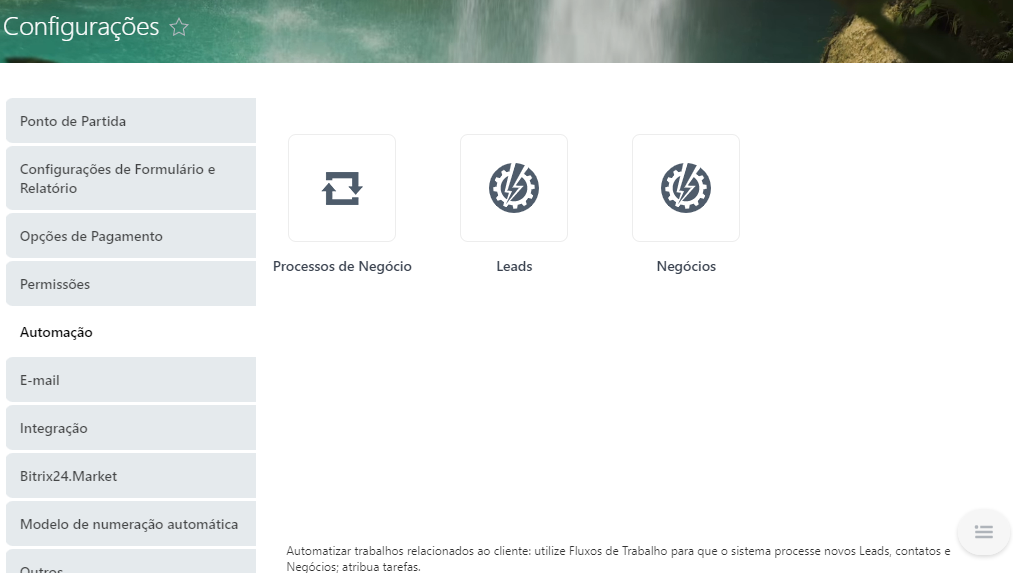 Configurações
Ponto de Partida
Configurações de Formulário e
Relatório
Opções de Pagamento
Permissões
Automação
E-mail
Integração
Bitrix24.Market
Modelo de numeração automática
Outros
Processos de Negócio
Leads
Negócios
Automatizar trabalhos relacionados ao cliente: utilize Fluxos de Trabalho para que o sistema processe novos Leads, contatos e
Negócios; atribua tarefas.